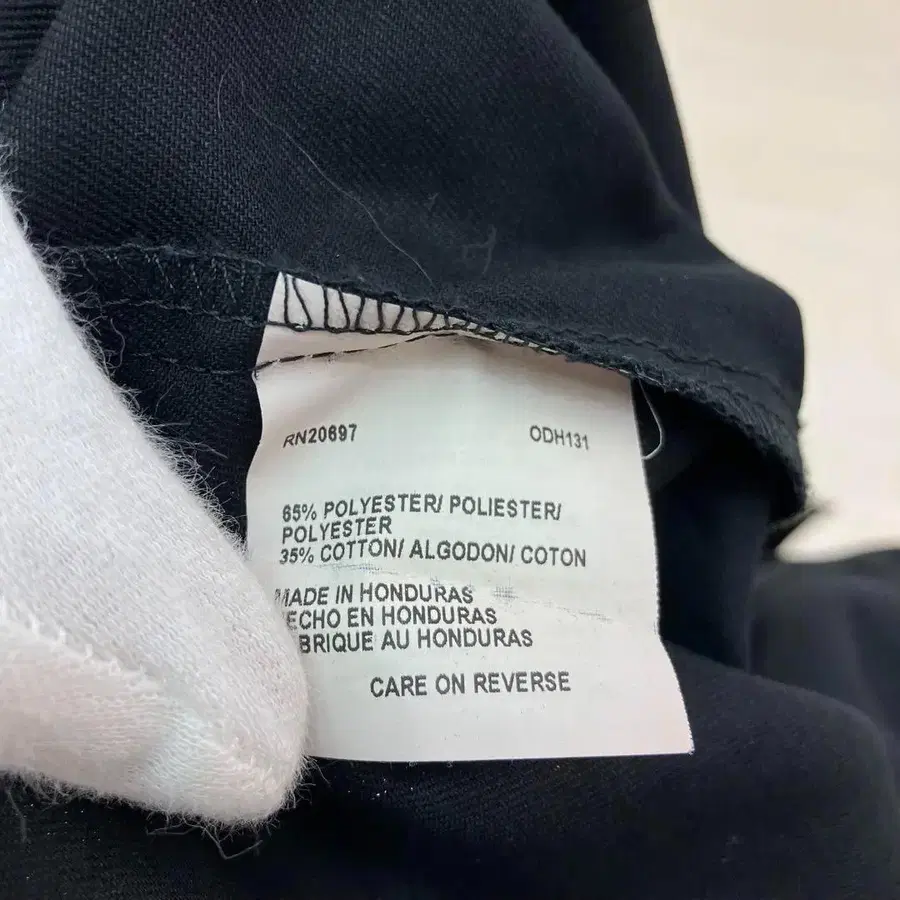 RN20697 ODH131
65% POLYESTER/ POLIESTER/
POLYESTER
35% COTTON/ ALGODON/ COTON
MADE IN HONDURAS
ECHO EN HONDURAS
BRIQUE AU HONDURAS
CARE ON REVERSE